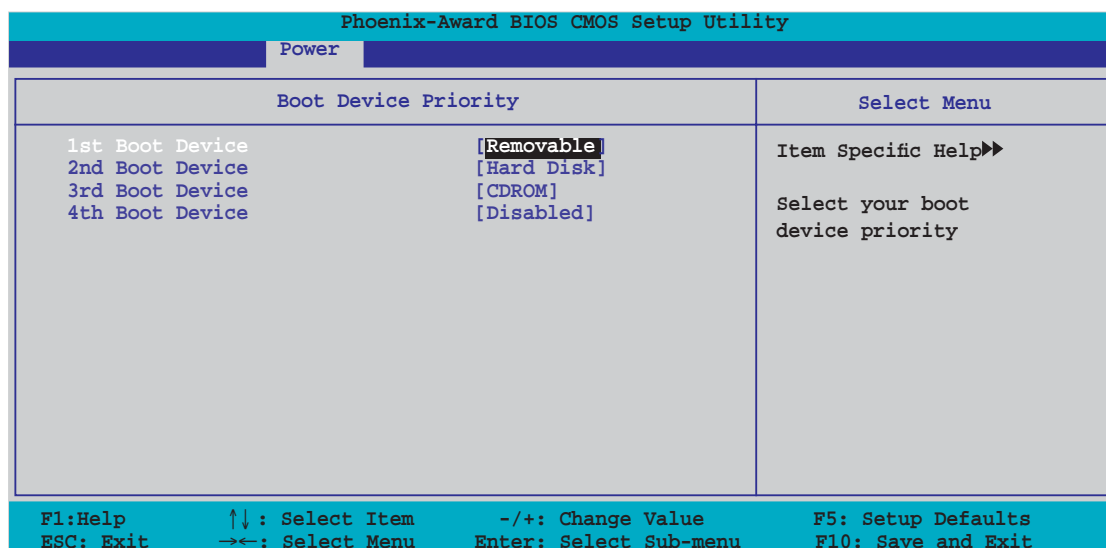 Phoenix-Award BIOS CMOS Setup Utility
Power
Boot Device Priority
Select Menu
1st Boot Device [Removable]
2nd Boot Device [Hard Disk]
3rd Boot Device [CDROM]
4th Boot Device [Disabled]
Item Specific Help▶▶
Select your boot
device priority
F1:Help ↑↓: Select Item -/+: Change Value F5: Setup Defaults
ESC: Exit →←: Select Menu Enter: Select Sub-menu F10: Save and Exit